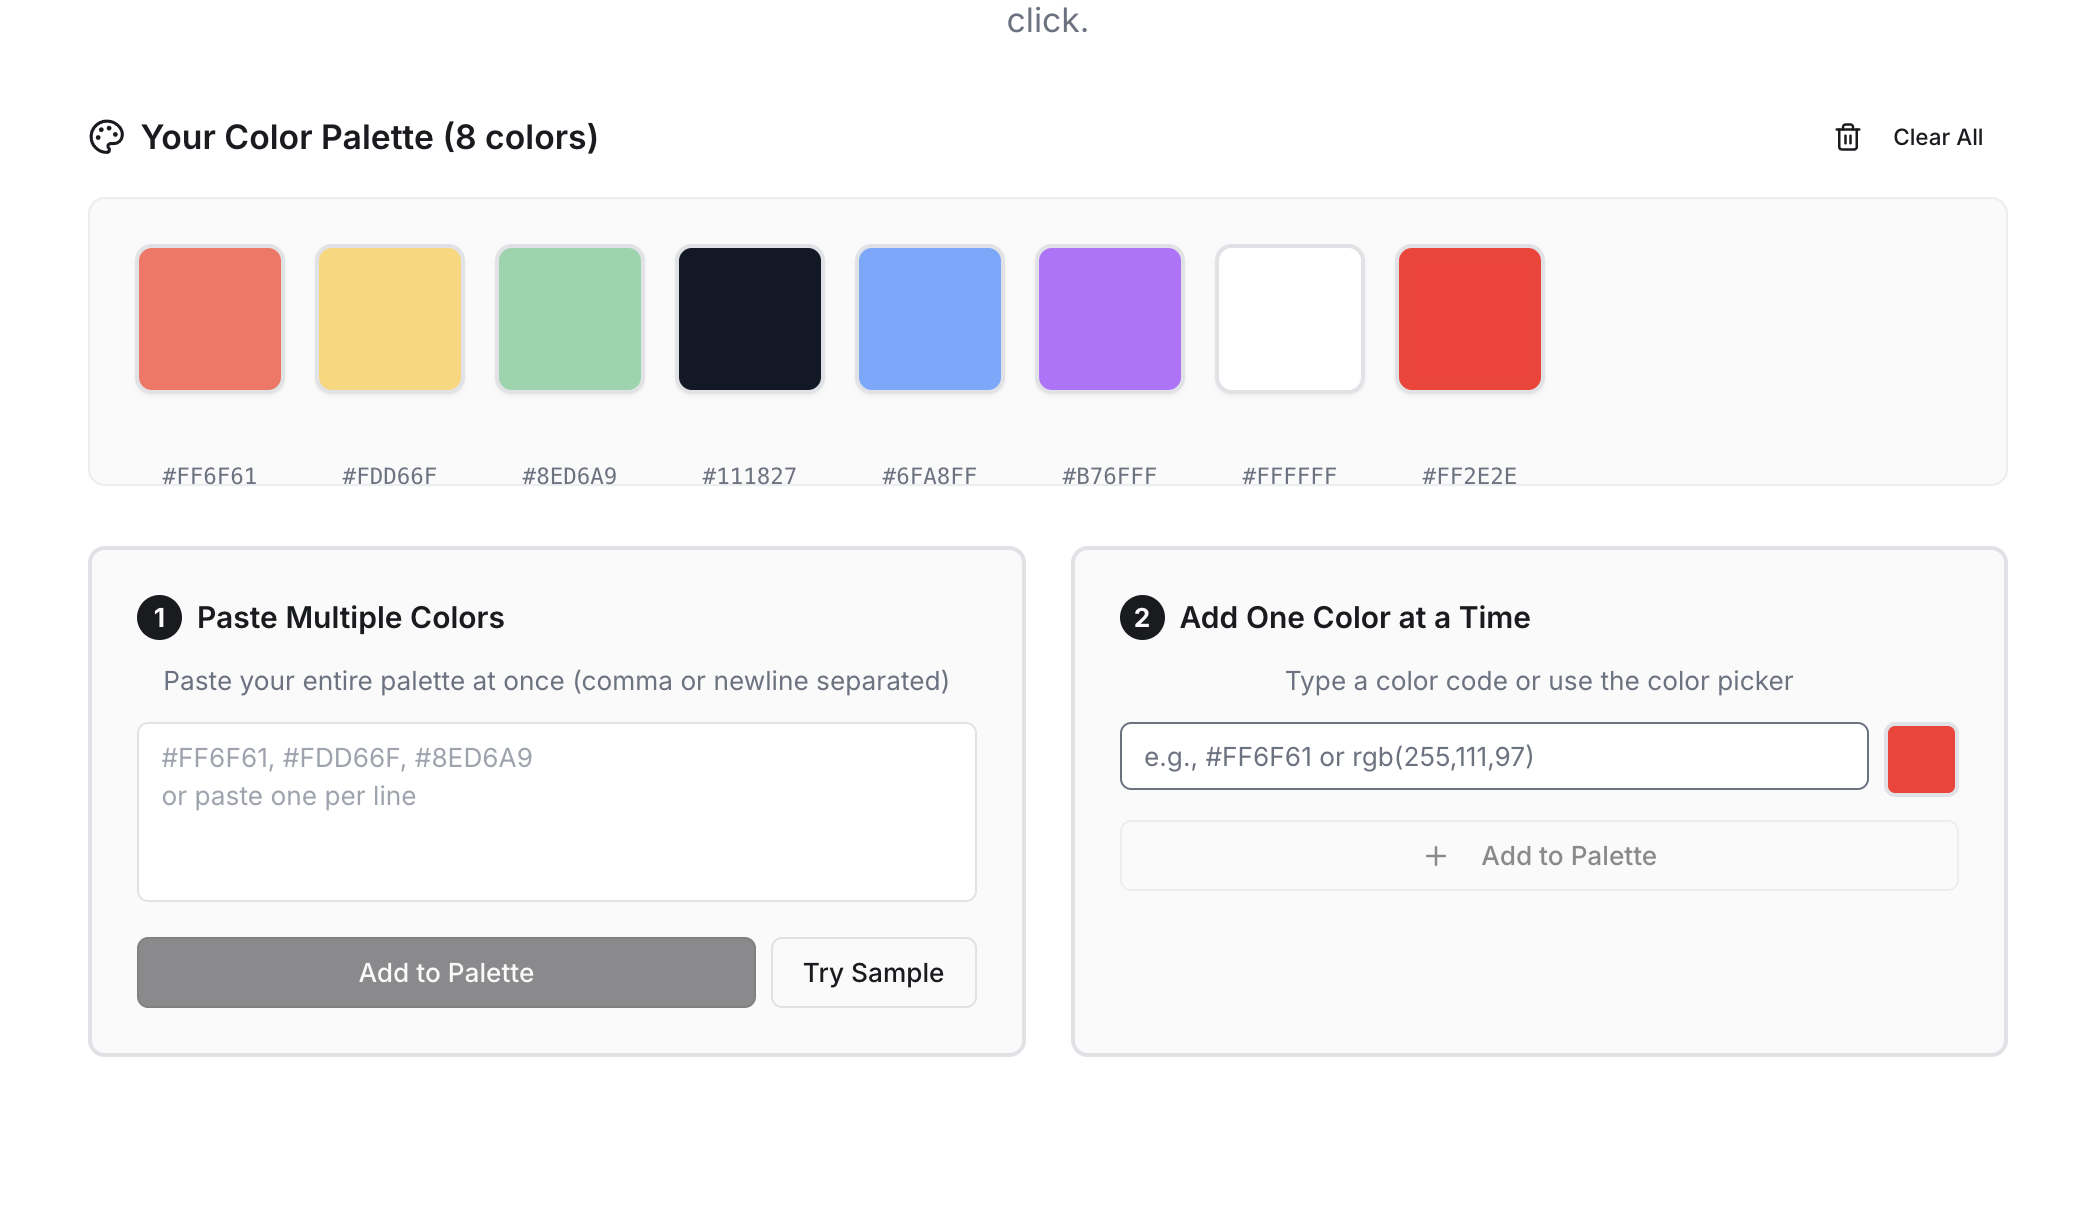 click.
Your Color Palette (8 colors)
Clear All
#FF6F61 #FDD66F #8ED6A9 #111827 #6FA8FF #B76FFF #FFFFFF #FF2E2E
1 Paste Multiple Colors
Paste your entire palette at once (comma or newline separated)
#FF6F61, #FDD66F, #8ED6A9
or paste one per line
Add to Palette
Try Sample
2 Add One Color at a Time
Type a color code or use the color picker
e.g., #FF6F61 or rgb(255,111,97)
Add to Palette